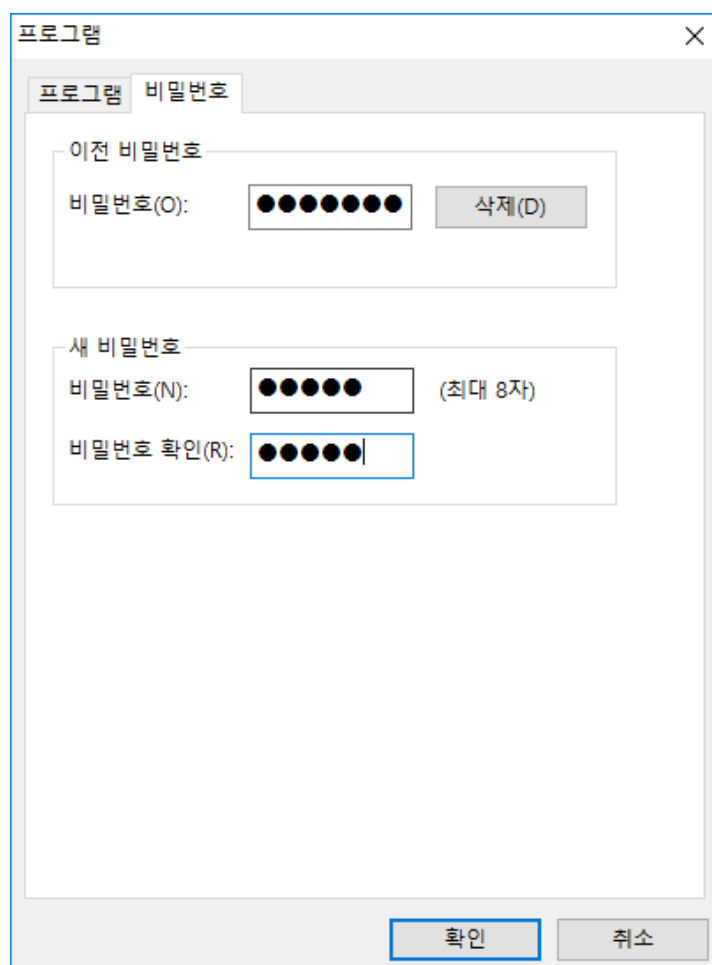 프로그램
프로그램 비밀번호
이전 비밀번호
비밀번호(O): ●●●●●●● 삭제(D)
새 비밀번호
비밀번호(N): ●●●●● (최대 8자)
비밀번호 확인(R): ●●●●●
확인 취소